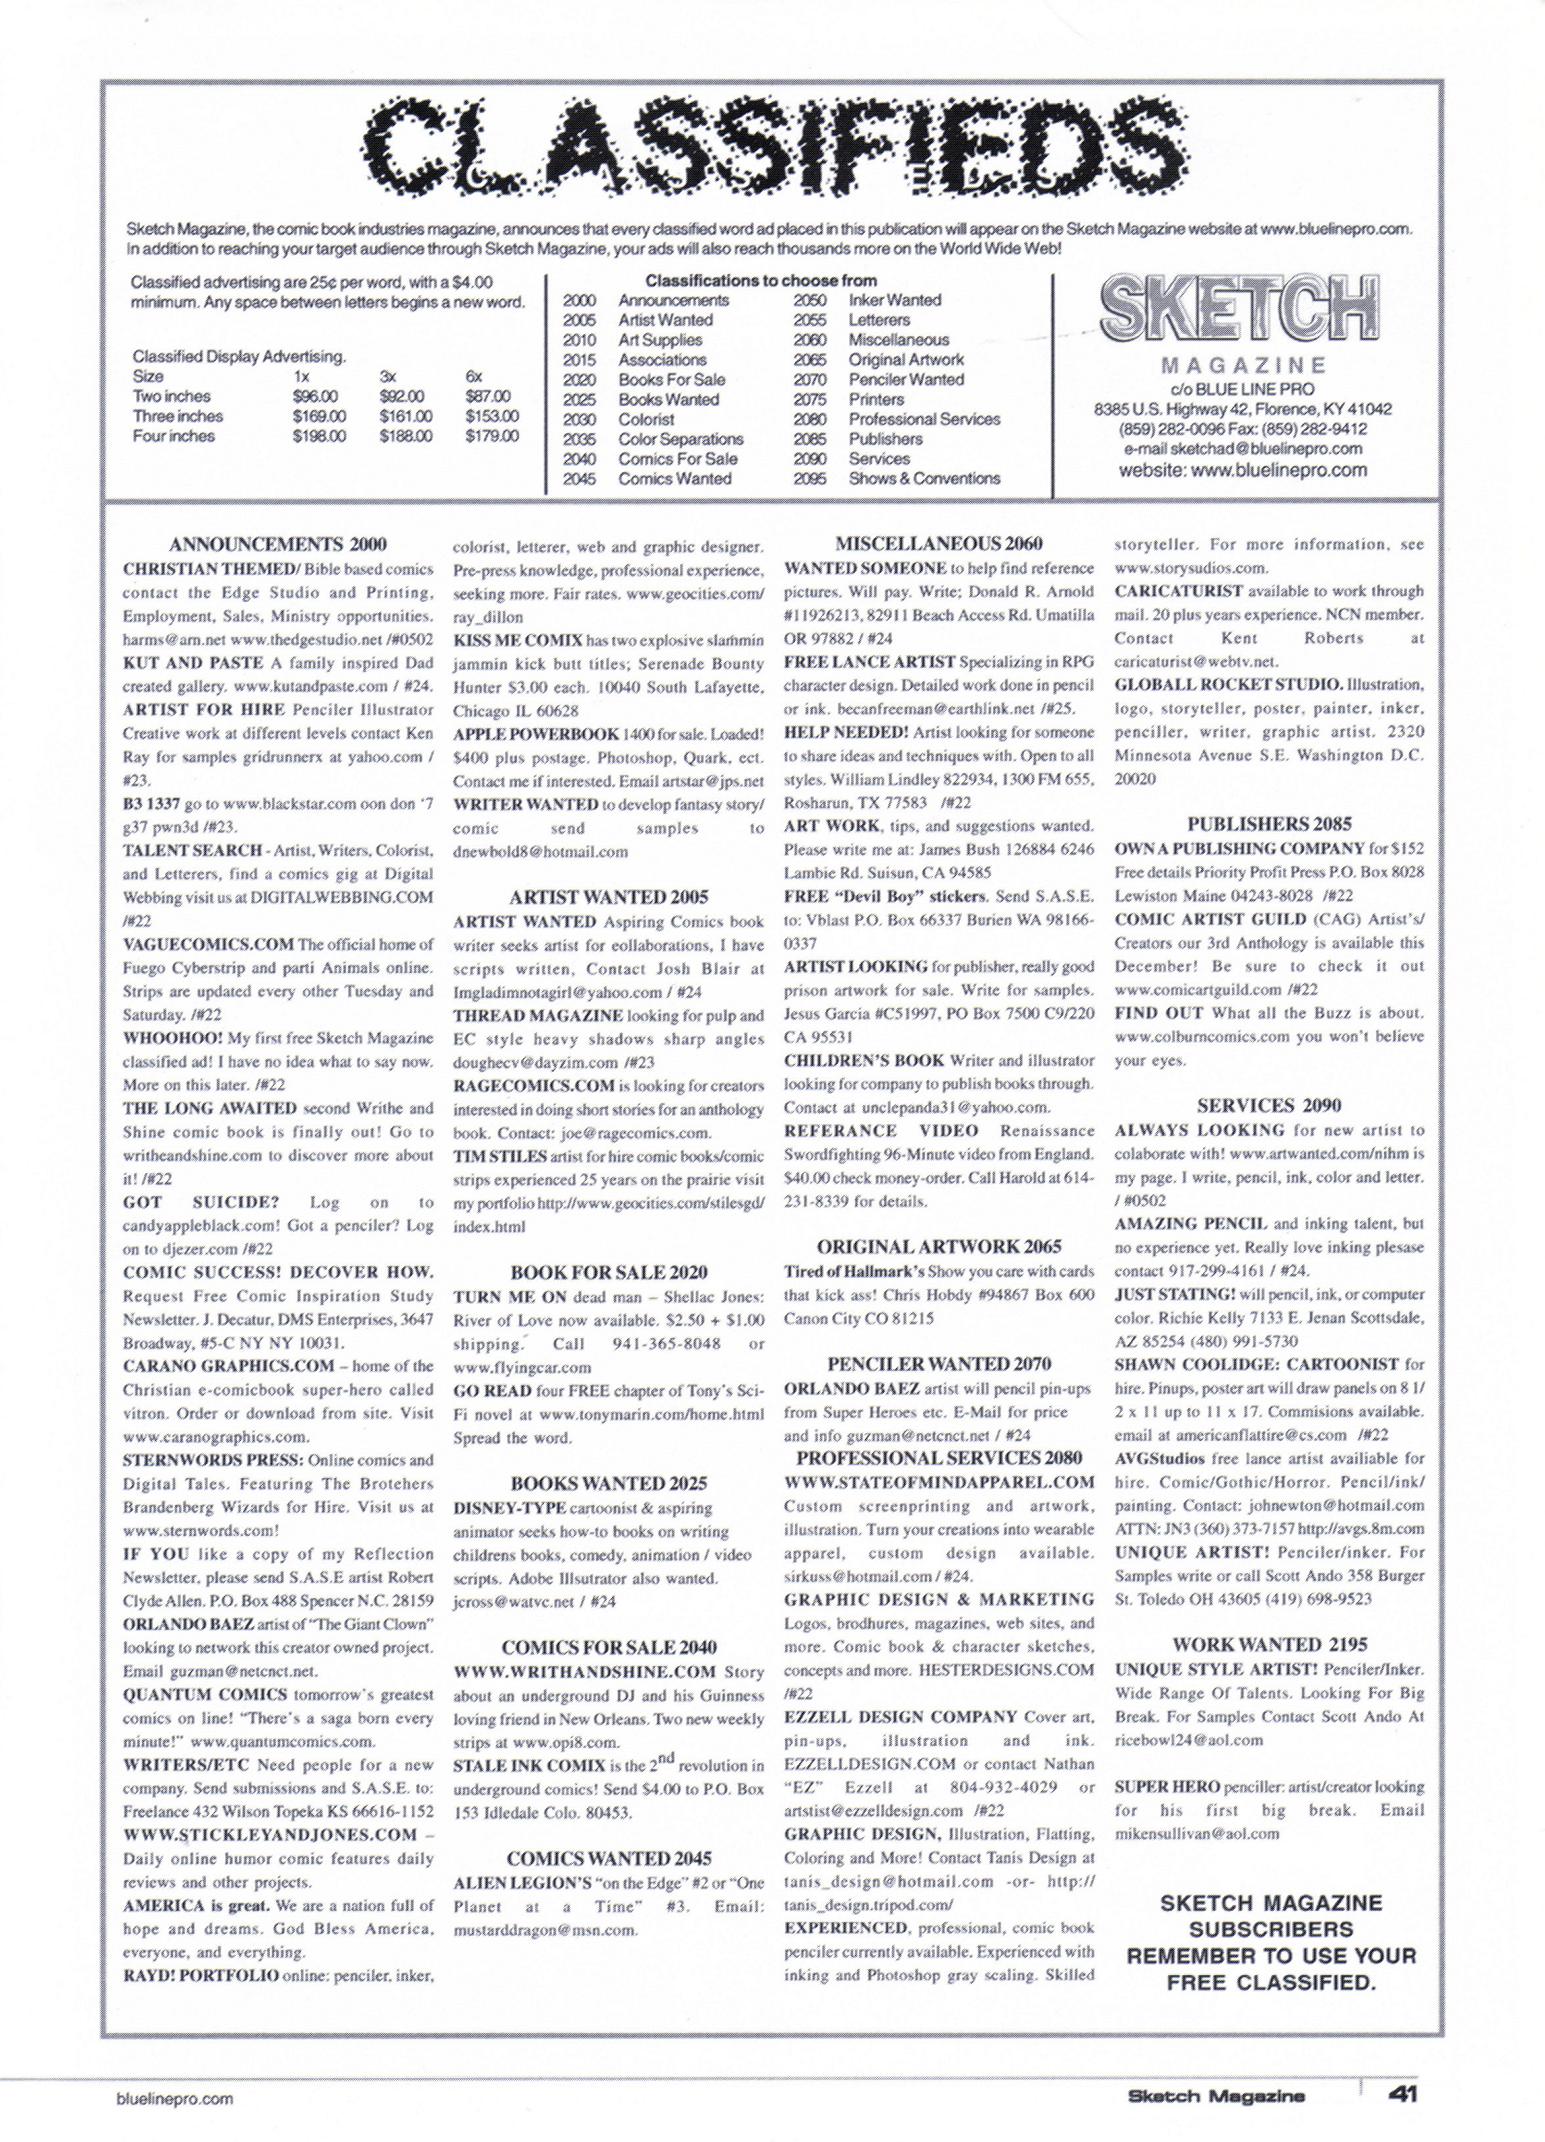 CLASSIFIEDS
Sketch Magazine, the comic book industries magazine, announces that every classified word ad placed in this publication will appear on the Sketch Magazine website at www.bluelinepro.com.
In addition to reaching your target audience through Sketch Magazine, your ads will also reach thousands more on the World Wide Web!
Classified advertising are 25¢ per word, with a $4.00
minimum. Any space between letters begins a new word.
Classified Display Advertising.
Size 1x 3x 6x
Two inches $96.00 $92.00 $87.00
Three inches $169.00 $161.00 $153.00
Four inches $198.00 $188.00 $179.00
Classifications to choose from
2000 Announcements 2050 Inker Wanted
2005 Artist Wanted 2055 Letterers
2010 Art Supplies 2060 Miscellaneous
2015 Associations 2065 Original Artwork
2020 Books For Sale 2070 Penciler Wanted
2025 Books Wanted 2075 Printers
2030 Colorist 2080 Professional Services
2035 Color Separations 2085 Publishers
2040 Comics For Sale 2090 Services
2045 Comics Wanted 2095 Shows & Conventions
SKETCH
MAGAZINE
c/o BLUE LINE PRO
8385 U.S. Highway 42, Florence, KY 41042
(859) 282-0096 Fax: (859) 282-9412
e-mail sketchad@bluelinepro.com
website: www.bluelinepro.com
ANNOUNCEMENTS 2000
CHRISTIAN THEMED/ Bible based comics
contact the Edge Studio and Printing,
Employment, Sales, Ministry opportunities.
harms@arn.net www.thedgestudio.net /#0502
KUT AND PASTE A family inspired Dad
created gallery. www.kutandpaste.com / #24.
ARTIST FOR HIRE Penciler Illustrator
Creative work at different levels contact Ken
Ray for samples gridrunnerx at yahoo.com /
#23.
B3 1337 go to www.blackstar.com oon don '7
g37 pwn3d /#23.
TALENT SEARCH - Artist, Writers, Colorist,
and Letterers, find a comics gig at Digital
Webbing visit us at DIGITALWEBBING.COM
/#22
VAGUECOMICS.COM The official home of
Fuego Cyberstrip and parti Animals online.
Strips are updated every other Tuesday and
Saturday. /#22
WHOOHOO! My first free Sketch Magazine
classified ad! I have no idea what to say now.
More on this later. /#22
THE LONG AWAITED second Writhe and
Shine comic book is finally out! Go to
writheandshine.com to discover more about
it! /#22
GOT SUICIDE? Log on to
candyappleblack.com! Got a penciler? Log
on to djezer.com /#22
COMIC SUCCESS! DECOVER HOW.
Request Free Comic Inspiration Study
Newsletter. J. Decatur, DMS Enterprises, 3647
Broadway, #5-C NY NY 10031.
CARANO GRAPHICS.COM – home of the
Christian e-comicbook super-hero called
vitron. Order or download from site. Visit
www.caranographics.com.
STERNWORDS PRESS: Online comics and
Digital Tales. Featuring The Brotehers
Brandenberg Wizards for Hire. Visit us at
www.sternwords.com!
IF YOU like a copy of my Reflection
Newsletter, please send S.A.S.E artist Robert
Clyde Allen. P.O. Box 488 Spencer N.C. 28159
ORLANDO BAEZ artist of "The Giant Clown"
looking to network this creator owned project.
Email guzman@netcnct.net.
QUANTUM COMICS tomorrow's greatest
comics on line! "There's a saga born every
minute!" www.quantumcomics.com.
WRITERS/ETC Need people for a new
company. Send submissions and S.A.S.E. to:
Freelance 432 Wilson Topeka KS 66616-1152
WWW.STICKLEYANDJONES.COM –
Daily online humor comic features daily
reviews and other projects.
AMERICA is great. We are a nation full of
hope and dreams. God Bless America,
everyone, and everything.
RAYD! PORTFOLIO online: penciler, inker,
colorist, letterer, web and graphic designer.
Pre-press knowledge, professional experience,
seeking more. Fair rates. www.geocities.com/
ray_dillon
KISS ME COMIX has two explosive slammin
jammin kick butt titles; Serenade Bounty
Hunter $3.00 each. 10040 South Lafayette,
Chicago IL 60628
APPLE POWERBOOK 1400 for sale. Loaded!
$400 plus postage. Photoshop, Quark, ect.
Contact me if interested. Email artstar@jps.net
WRITER WANTED to develop fantasy story/
comic send samples to
dnewbold8@hotmail.com
ARTIST WANTED 2005
ARTIST WANTED Aspiring Comics book
writer seeks artist for eollaborations, I have
scripts written, Contact Josh Blair at
Imgladimnotagirl@yahoo.com / #24
THREAD MAGAZINE looking for pulp and
EC style heavy shadows sharp angles
doughecv@dayzim.com /#23
RAGECOMICS.COM is looking for creators
interested in doing short stories for an anthology
book. Contact: joe@ragecomics.com.
TIM STILES artist for hire comic books/comic
strips experienced 25 years on the prairie visit
my portfolio http://www.geocities.com/stilesgd/
index.html
BOOK FOR SALE 2020
TURN ME ON dead man – Shellac Jones:
River of Love now available. $2.50 + $1.00
shipping. Call 941-365-8048 or
www.flyingcar.com
GO READ four FREE chapter of Tony's Sci-
Fi novel at www.tonymarin.com/home.html
Spread the word.
BOOKS WANTED 2025
DISNEY-TYPE cartoonist & aspiring
animator seeks how-to books on writing
childrens books, comedy, animation / video
scripts. Adobe Illsutrator also wanted.
jcross@watvc.net / #24
COMICS FOR SALE 2040
WWW.WRITHANDSHINE.COM Story
about an underground DJ and his Guinness
loving friend in New Orleans. Two new weekly
strips at www.opi8.com.
STALE INK COMIX is the 2nd revolution in
underground comics! Send $4.00 to P.O. Box
153 Idledale Colo. 80453.
COMICS WANTED 2045
ALIEN LEGION'S "on the Edge" #2 or "One
Planet at a Time" #3. Email:
mustarddragon@msn.com.
MISCELLANEOUS 2060
WANTED SOMEONE to help find reference
pictures. Will pay. Write; Donald R. Arnold
#11926213, 82911 Beach Access Rd. Umatilla
OR 97882 / #24
FREE LANCE ARTIST Specializing in RPG
character design. Detailed work done in pencil
or ink. becanfreeman@earthlink.net /#25.
HELP NEEDED! Artist looking for someone
to share ideas and techniques with. Open to all
styles. William Lindley 822934, 1300 FM 655,
Rosharun, TX 77583 /#22
ART WORK, tips, and suggestions wanted.
Please write me at: James Bush 126884 6246
Lambie Rd. Suisun, CA 94585
FREE "Devil Boy" stickers. Send S.A.S.E.
to: Vblast P.O. Box 66337 Burien WA 98166-
0337
ARTIST LOOKING for publisher, really good
prison artwork for sale. Write for samples.
Jesus Garcia #C51997, PO Box 7500 C9/220
CA 95531
CHILDREN'S BOOK Writer and illustrator
looking for company to publish books through.
Contact at unclepanda31@yahoo.com.
REFERANCE VIDEO Renaissance
Swordfighting 96-Minute video from England.
$40.00 check money-order. Call Harold at 614-
231-8339 for details.
ORIGINAL ARTWORK 2065
Tired of Hallmark's Show you care with cards
that kick ass! Chris Hobdy #94867 Box 600
Canon City CO 81215
PENCILER WANTED 2070
ORLANDO BAEZ artist will pencil pin-ups
from Super Heroes etc. E-Mail for price
and info guzman@netcnct.net / #24
PROFESSIONAL SERVICES 2080
WWW.STATEOFMINDAPPAREL.COM
Custom screenprinting and artwork,
illustration. Turn your creations into wearable
apparel, custom design available.
sirkuss@hotmail.com / #24.
GRAPHIC DESIGN & MARKETING
Logos, brodhures, magazines, web sites, and
more. Comic book & character sketches,
concepts and more. HESTERDESIGNS.COM
/#22
EZZELL DESIGN COMPANY Cover art,
pin-ups, illustration and ink.
EZZELLDESIGN.COM or contact Nathan
"EZ" Ezzell at 804-932-4029 or
artstist@ezzelldesign.com /#22
GRAPHIC DESIGN, Illustration, Flatting,
Coloring and More! Contact Tanis Design at
tanis_design@hotmail.com -or- http://
tanis_design.tripod.com/
EXPERIENCED, professional, comic book
penciler currently available. Experienced with
inking and Photoshop gray scaling. Skilled
storyteller. For more information, see
www.storysudios.com.
CARICATURIST available to work through
mail. 20 plus years experience. NCN member.
Contact Kent Roberts at
caricaturist@webtv.net.
GLOBALL ROCKET STUDIO. Illustration,
logo, storyteller, poster, painter, inker,
penciller, writer, graphic artist. 2320
Minnesota Avenue S.E. Washington D.C.
20020
PUBLISHERS 2085
OWN A PUBLISHING COMPANY for $152
Free details Priority Profit Press P.O. Box 8028
Lewiston Maine 04243-8028 /#22
COMIC ARTIST GUILD (CAG) Artist's/
Creators our 3rd Anthology is available this
December! Be sure to check it out
www.comicartguild.com /#22
FIND OUT What all the Buzz is about.
www.colburncomics.com you won't believe
your eyes.
SERVICES 2090
ALWAYS LOOKING for new artist to
colaborate with! www.artwanted.com/nihm is
my page. I write, pencil, ink, color and letter.
/ #0502
AMAZING PENCIL and inking talent, but
no experience yet. Really love inking plesase
contact 917-299-4161 / #24.
JUST STATING! will pencil, ink, or computer
color. Richie Kelly 7133 E. Jenan Scottsdale,
AZ 85254 (480) 991-5730
SHAWN COOLIDGE: CARTOONIST for
hire. Pinups, poster art will draw panels on 8 1/
2 x 11 up to 11 x 17. Commisions available.
email at americanflattire@cs.com /#22
AVGStudios free lance artist availiable for
hire. Comic/Gothic/Horror. Pencil/ink/
painting. Contact: johnewton@hotmail.com
ATTN: JN3 (360) 373-7157 http://avgs.8m.com
UNIQUE ARTIST! Penciler/inker. For
Samples write or call Scott Ando 358 Burger
St. Toledo OH 43605 (419) 698-9523
WORK WANTED 2195
UNIQUE STYLE ARTIST! Penciler/Inker.
Wide Range Of Talents. Looking For Big
Break. For Samples Contact Scott Ando At
ricebowl24@aol.com
SUPER HERO penciller: artist/creator looking
for his first big break. Email
mikensullivan@aol.com
SKETCH MAGAZINE
SUBSCRIBERS
REMEMBER TO USE YOUR
FREE CLASSIFIED.
bluelinepro.com
Sketch Magazine 41